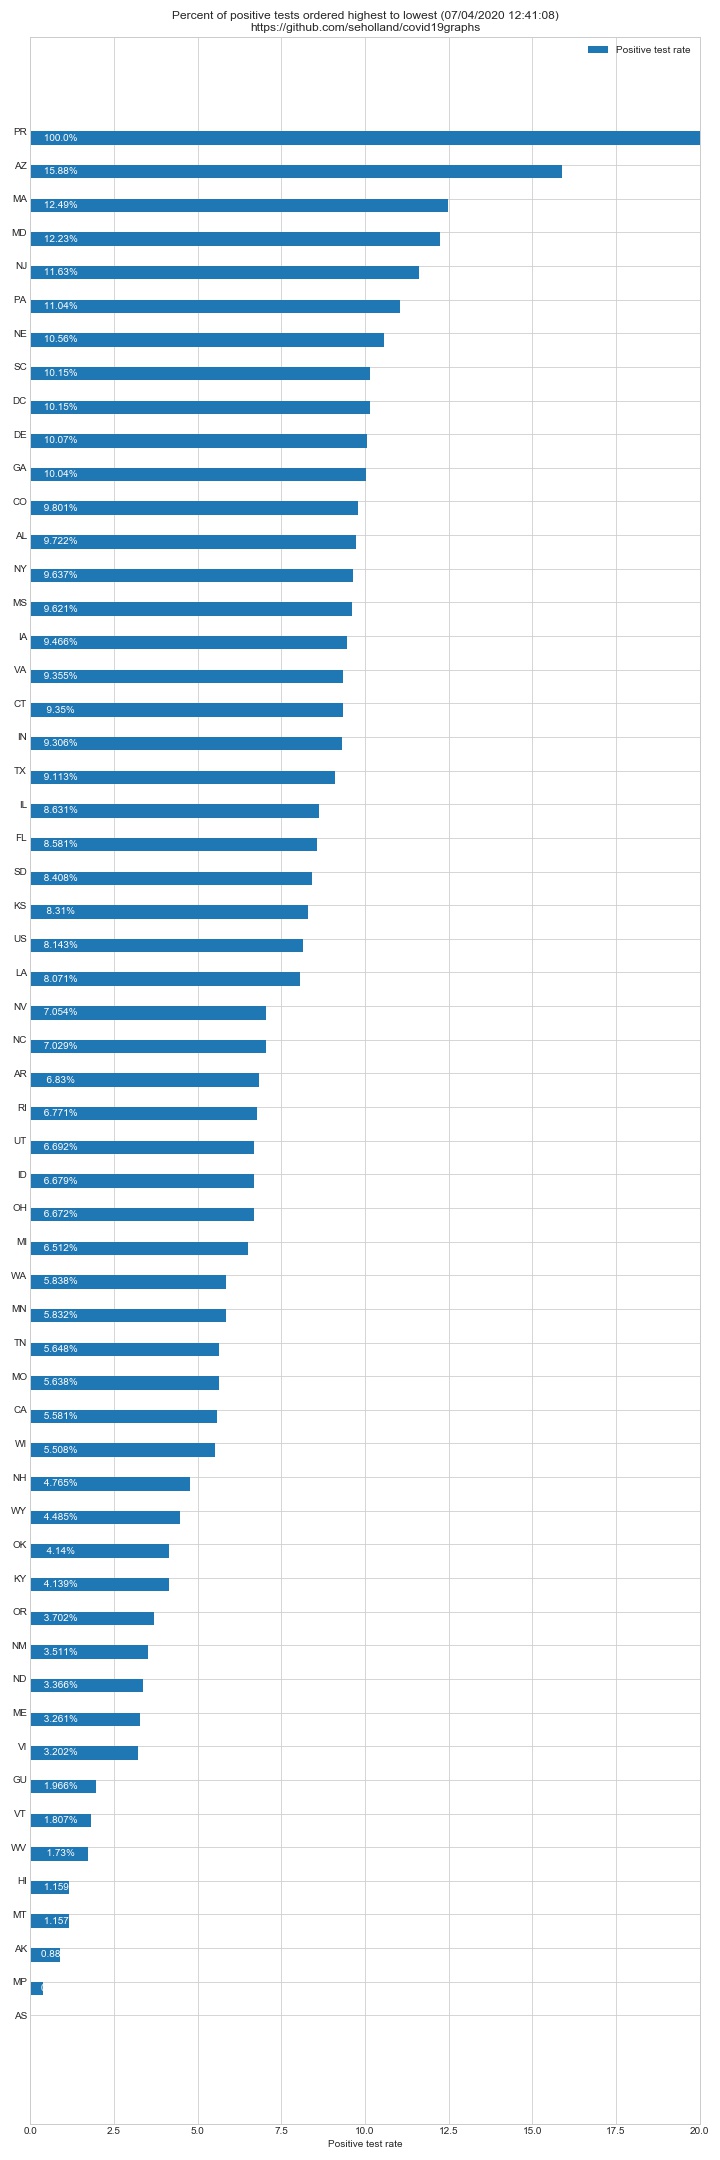 Percent of positive tests ordered highest to lowest (07/04/2020 12:41:08)
https://github.com/seholland/covid19graphs
Positive test rate
PR 100.0%
AZ 15.88%
MA 12.49%
MD 12.23%
NJ 11.63%
PA 11.04%
NE 10.56%
SC 10.15%
DC 10.15%
DE 10.07%
GA 10.04%
CO 9.801%
AL 9.722%
NY 9.637%
MS 9.621%
IA 9.466%
VA 9.355%
CT 9.35%
IN 9.306%
TX 9.113%
IL 8.631%
FL 8.581%
SD 8.408%
KS 8.31%
US 8.143%
LA 8.071%
NV 7.054%
NC 7.029%
AR 6.83%
RI 6.771%
UT 6.692%
ID 6.679%
OH 6.672%
MI 6.512%
WA 5.838%
MN 5.832%
TN 5.648%
MO 5.638%
CA 5.581%
WI 5.508%
NH 4.765%
WY 4.485%
OK 4.14%
KY 4.139%
OR 3.702%
NM 3.511%
ND 3.366%
ME 3.261%
VI 3.202%
GU 1.966%
VT 1.807%
WV 1.73%
HI 1.159
MT 1.157
AK 0.88
MP
AS
0.0 2.5 5.0 7.5 10.0 12.5 15.0 17.5 20.0
Positive test rate